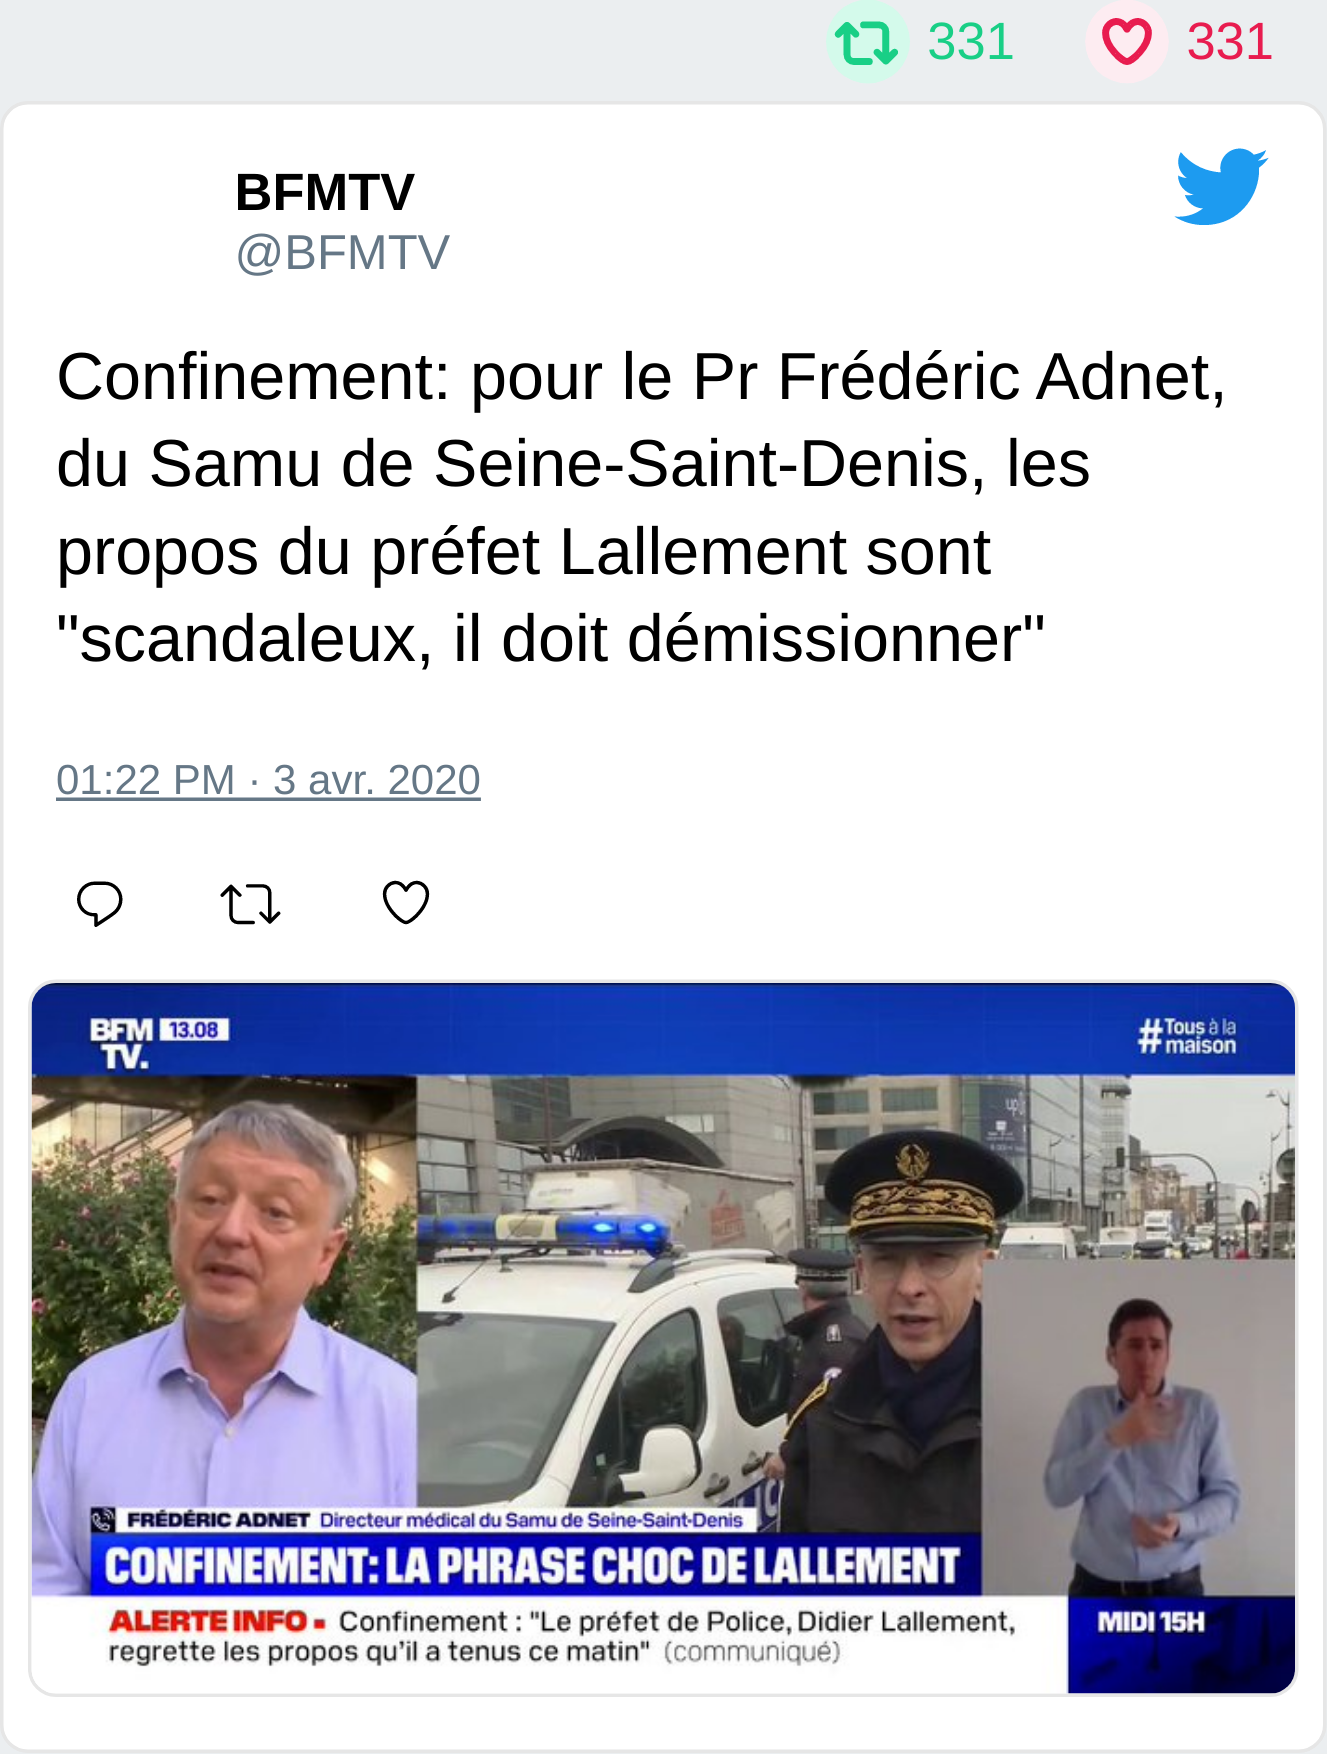 331 331
BFMTV
@BFMTV
Confinement: pour le Pr Frédéric Adnet,
du Samu de Seine-Saint-Denis, les
propos du préfet Lallement sont
"scandaleux, il doit démissionner"
01:22 PM · 3 avr. 2020
BFM 13.08
TV.
#Tous à la
maison
up
FRÉDÉRIC ADNET Directeur médical du Samu de Seine-Saint-Denis
CONFINEMENT: LA PHRASE CHOC DE LALLEMENT
ALERTE INFO ▪ Confinement : "Le préfet de Police, Didier Lallement,
regrette les propos qu'il a tenus ce matin" (communiqué)
MIDI 15H